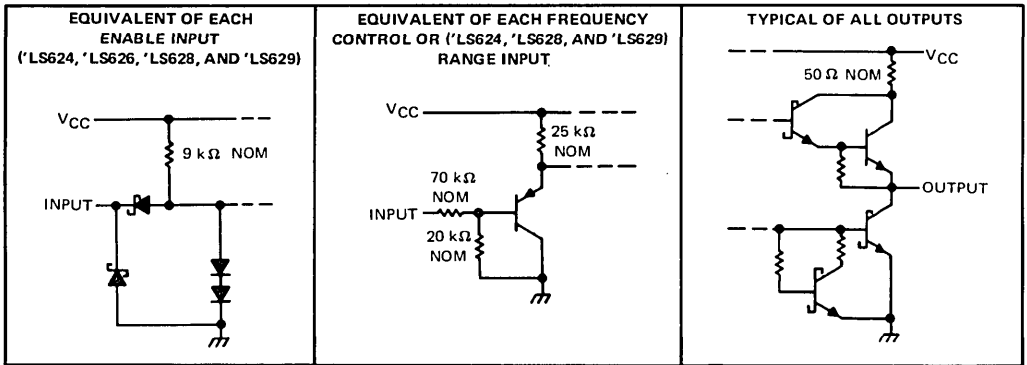 EQUIVALENT OF EACH
ENABLE INPUT
('LS624, 'LS626, 'LS628, AND 'LS629)
VCC
9 kΩ NOM
INPUT
EQUIVALENT OF EACH FREQUENCY
CONTROL OR ('LS624, 'LS628, AND 'LS629)
RANGE INPUT
VCC
25 kΩ
NOM
70 kΩ
NOM
INPUT
20 kΩ
NOM
TYPICAL OF ALL OUTPUTS
VCC
50 Ω NOM
OUTPUT